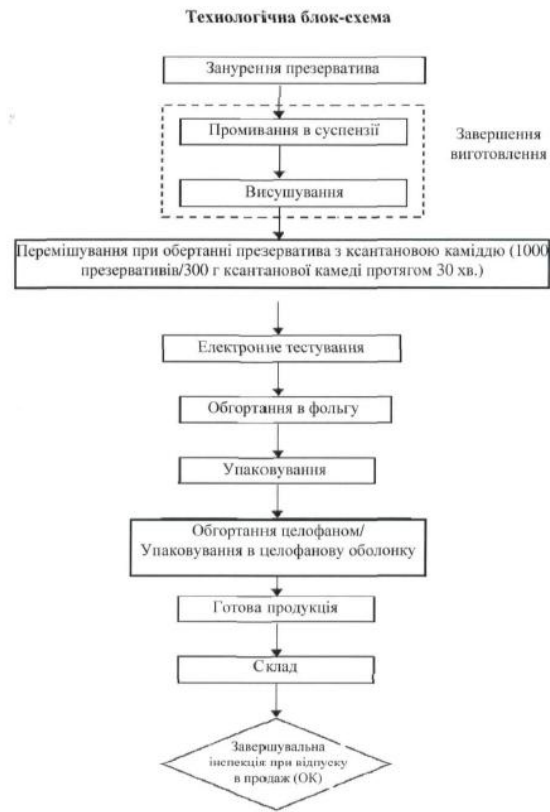 Технологічна блок-схема
Занурення презерватива
Промивання в суспензії
Завершення
виготовлення
Висушування
Перемішування при обертанні презерватива з ксантановою каміддю (1000
презервативів/300 г ксантанової камеді протягом 30 хв.)
Електронне тестування
Обгортання в фольгу
Упаковування
Обгортання целофаном/
Упаковування в целофанову оболонку
Готова продукція
Склад
Завершувальна
інспекція при відпуску
в продаж (ОК)